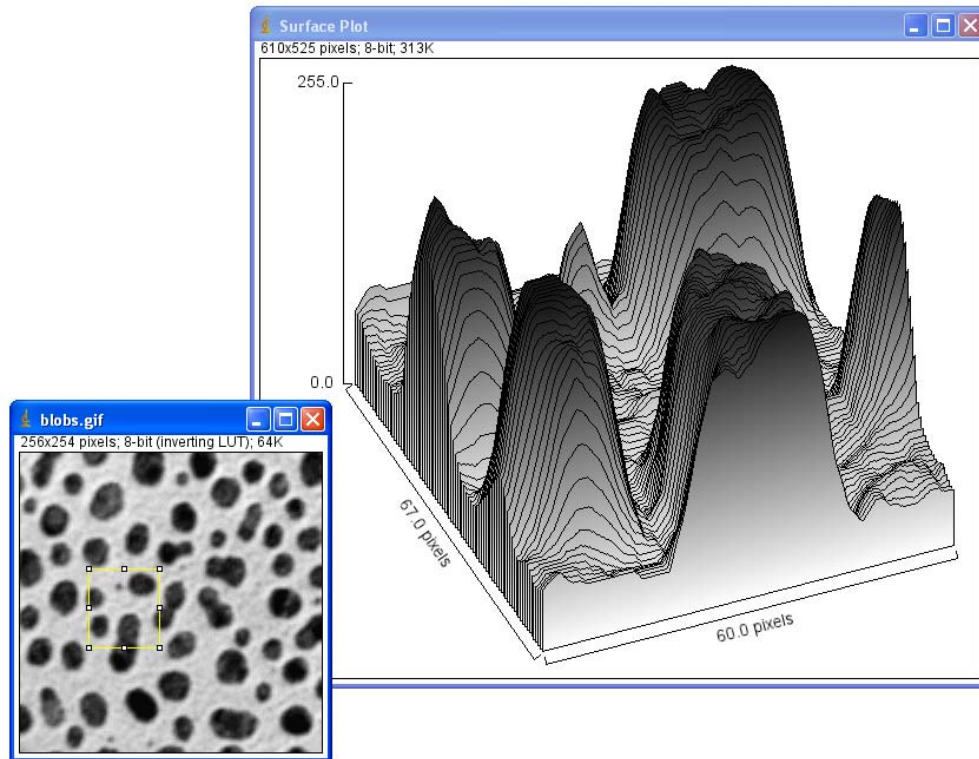 Surface Plot
610x525 pixels; 8-bit; 313K
255.0
0.0
67.0 pixels
60.0 pixels
blobs.gif
256x254 pixels; 8-bit (inverting LUT); 64K